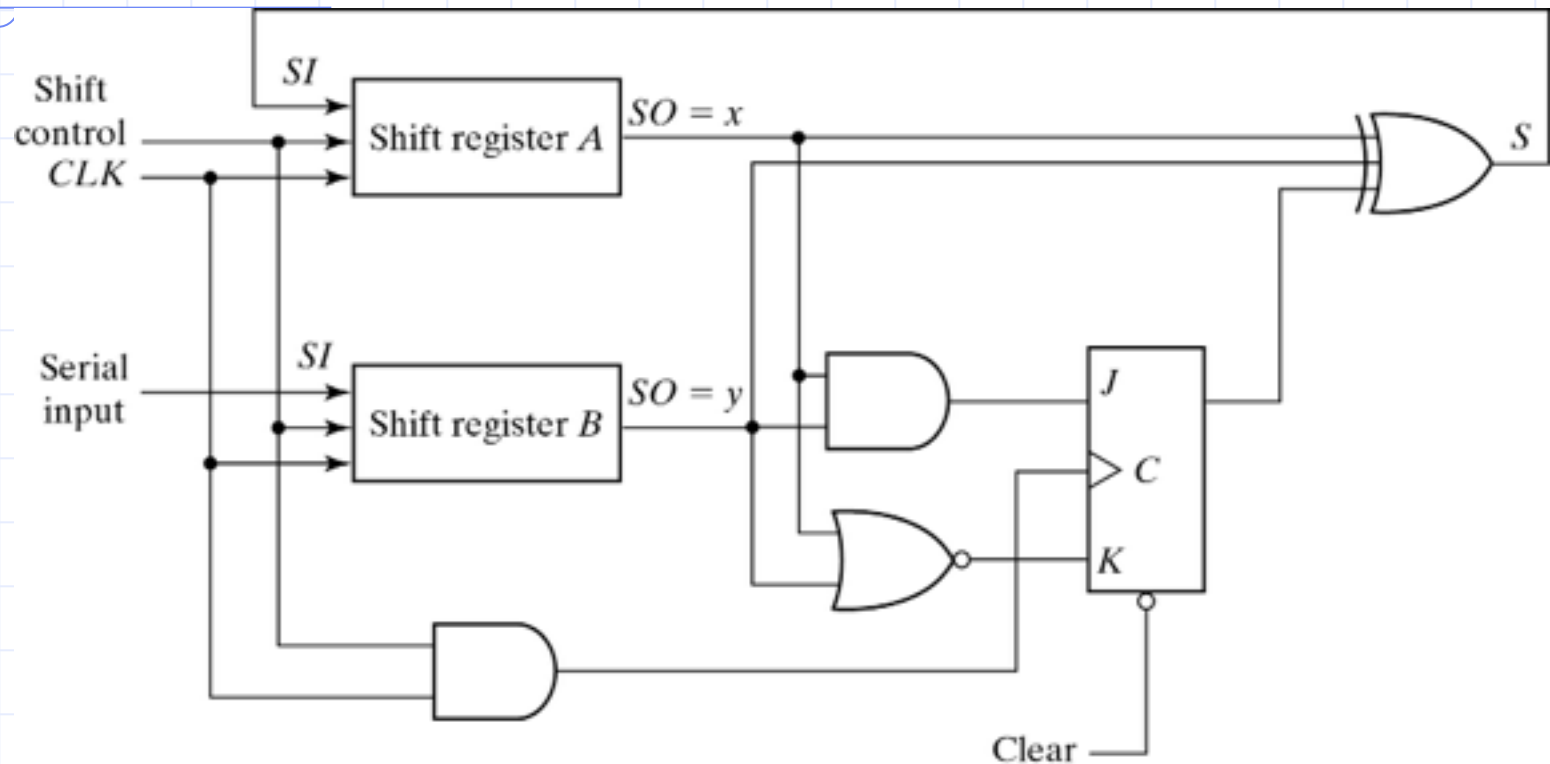 SI
Shift
control
CLK
Shift register A
SO = x
S
Serial
input
SI
Shift register B
SO = y
J
C
K
Clear